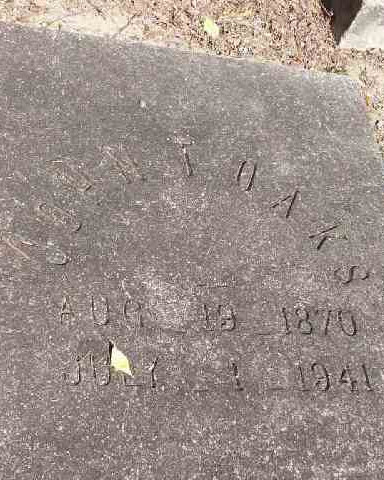 T OAKS
AUG _ 19 _ 1870
JULY _ 1 _ 1941